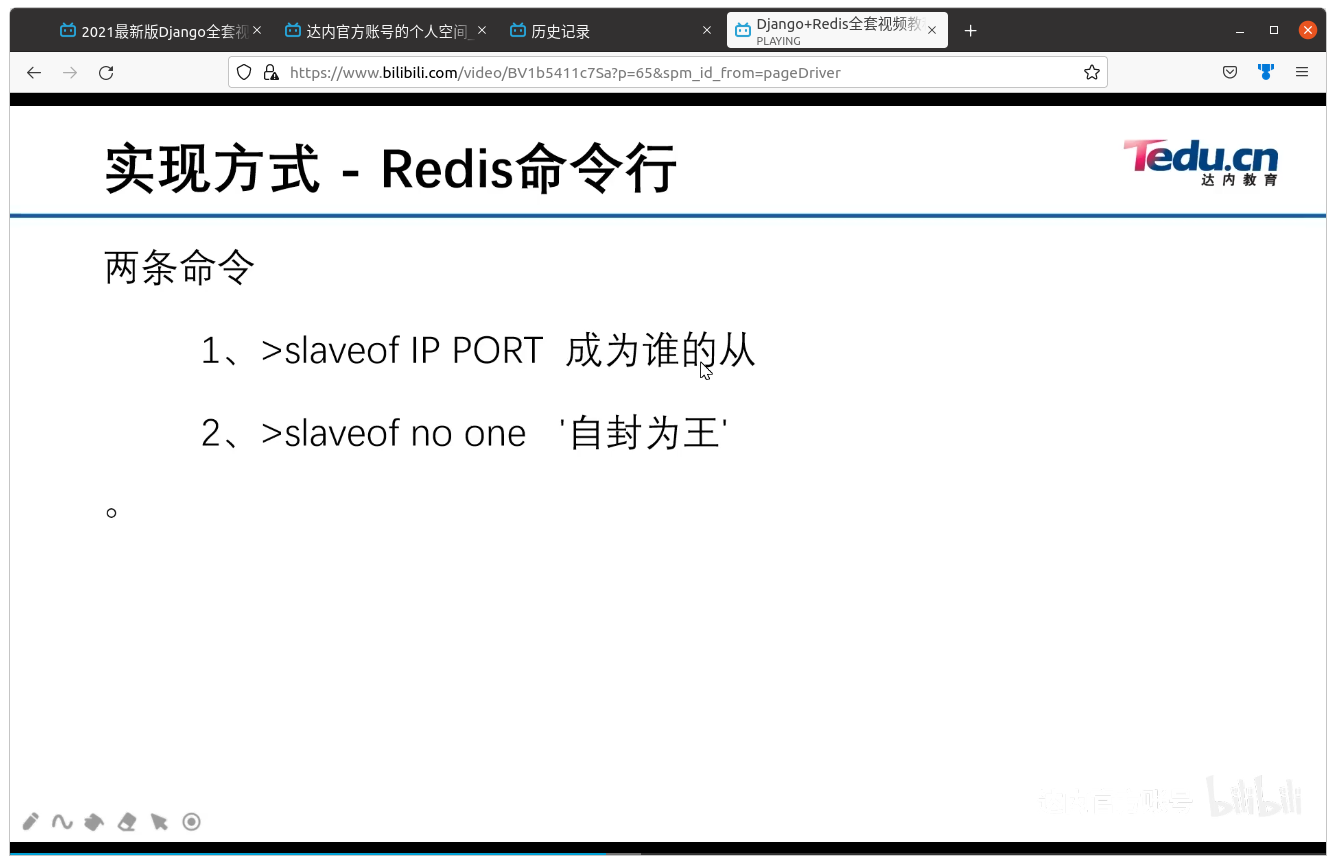 2021最新版Django全套视
达内官方账号的个人空间_
历史记录
Django+Redis全套视频教
PLAYING
https://www.bilibili.com/video/BV1b5411c7Sa?p=65&spm_id_from=pageDriver
实现方式 - Redis命令行
Tedu.cn
达内教育
两条命令
1、>slaveof IP PORT 成为谁的从
2、>slaveof no one '自封为王'
。
bilibili